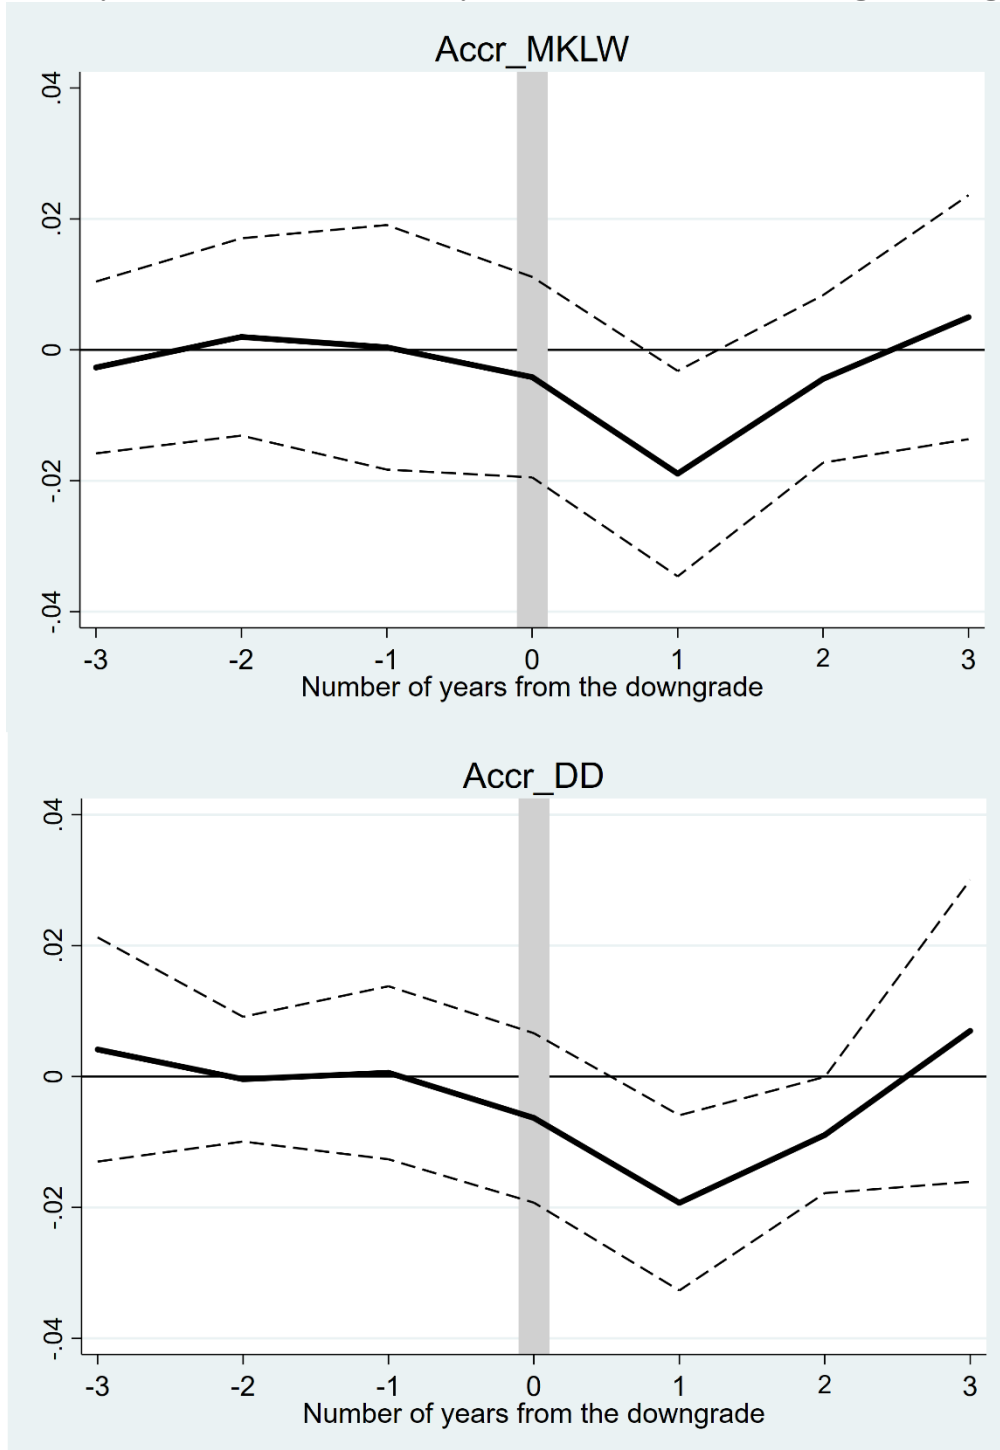 Accr_MKLW
.04
.02
0
-.02
-.04
-3 -2 -1 0 1 2 3
Number of years from the downgrade
Accr_DD
.04
.02
0
-.02
-.04
-3 -2 -1 0 1 2 3
Number of years from the downgrade